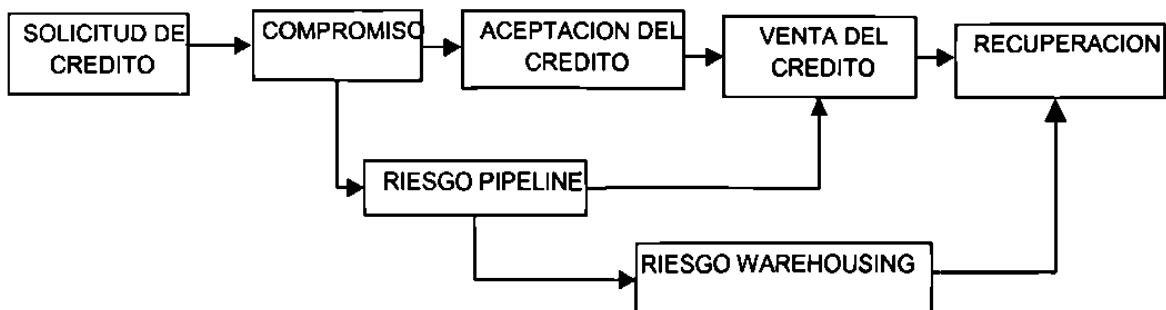 SOLICITUD DE
CREDITO
COMPROMISO
ACEPTACION DEL
CREDITO
VENTA DEL
CREDITO
RECUPERACION
RIESGO PIPELINE
RIESGO WAREHOUSING